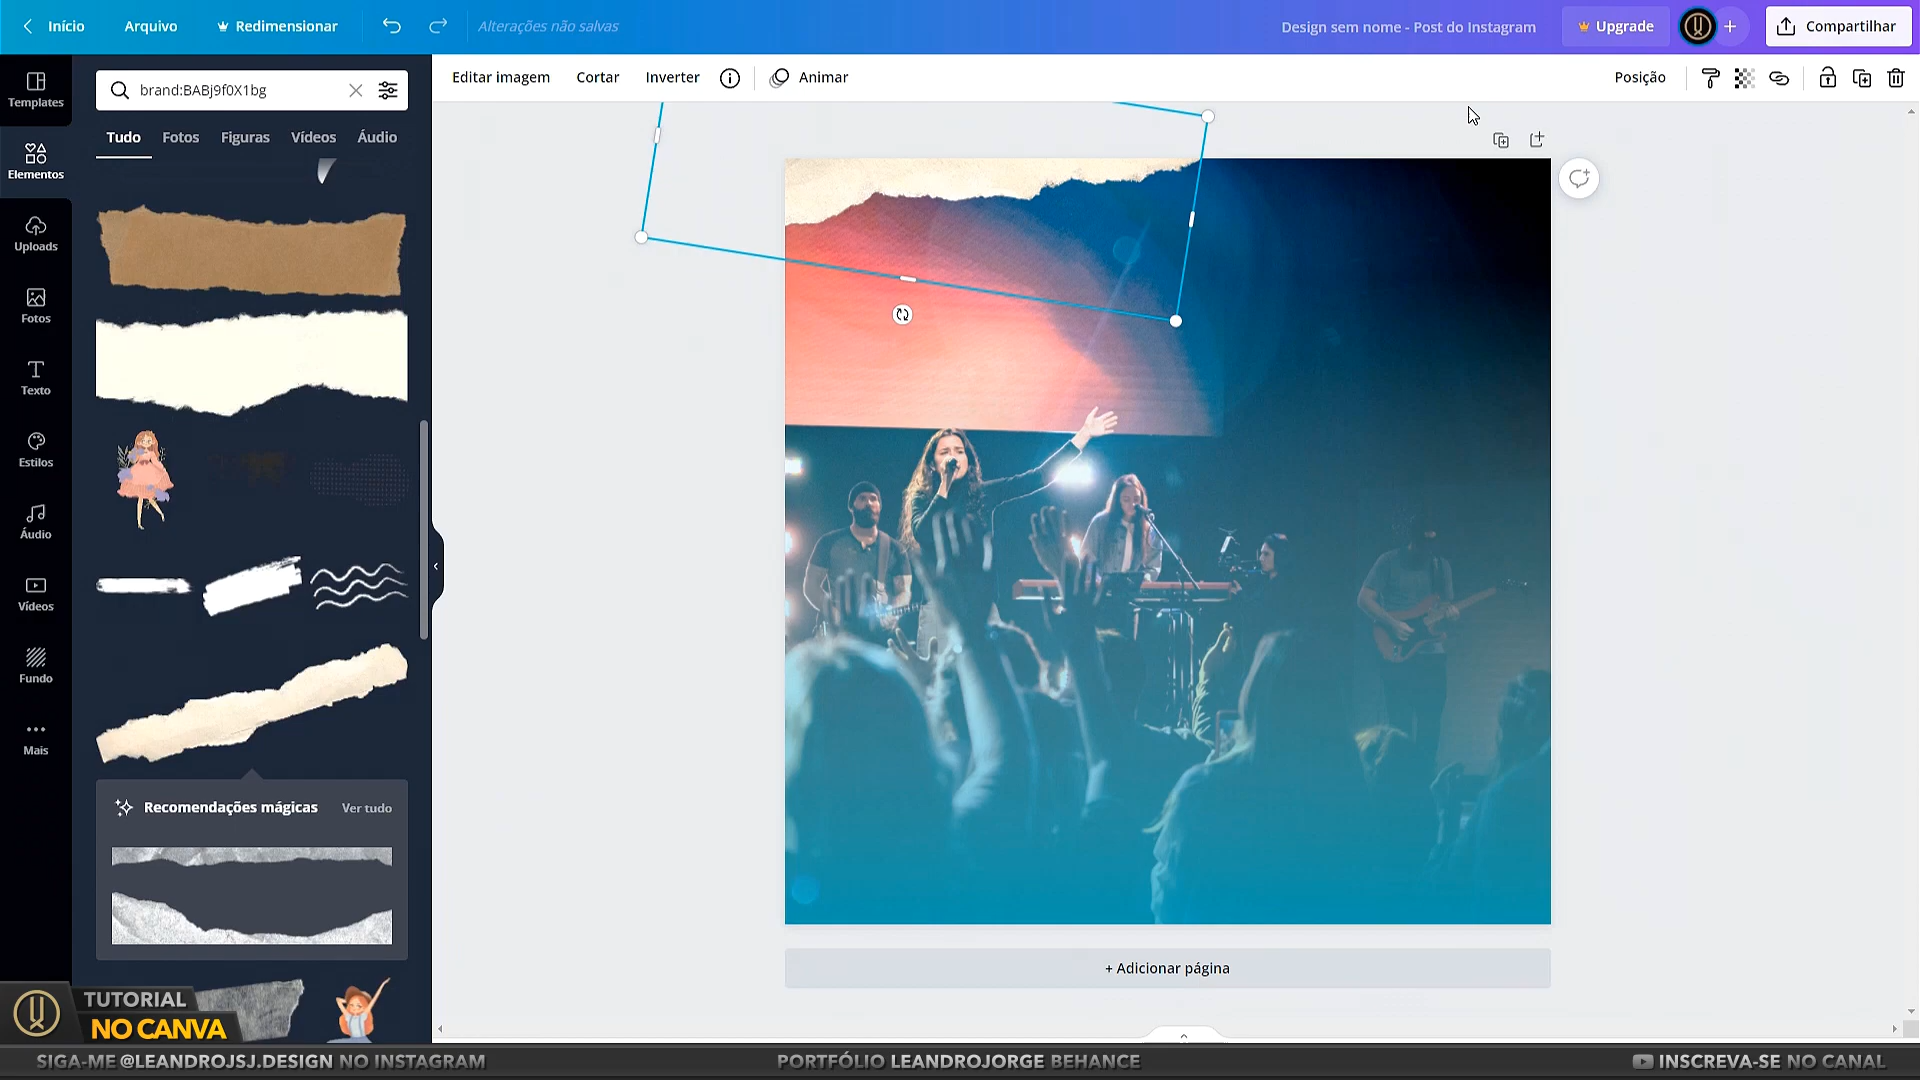 Início
Arquivo
Redimensionar
Alterações não salvas
Design sem nome - Post do Instagram
Upgrade
Compartilhar
Templates
Elementos
Uploads
Fotos
Texto
Estilos
Áudio
Vídeos
Fundo
Mais
brand:BABj9f0X1bg
Tudo
Fotos
Figuras
Vídeos
Áudio
Editar imagem
Cortar
Inverter
Animar
Posição
Recomendações mágicas
Ver tudo
+ Adicionar página
TUTORIAL
NO CANVA
SIGA-ME @LEANDROJSJ.DESIGN NO INSTAGRAM
PORTFÓLIO LEANDROJORGE BEHANCE
INSCREVA-SE NO CANAL